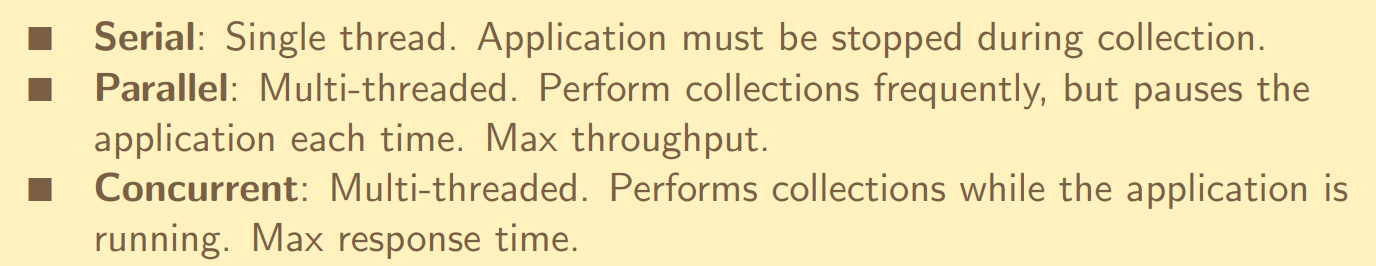 ■ Serial: Single thread. Application must be stopped during collection.
■ Parallel: Multi-threaded. Perform collections frequently, but pauses the
application each time. Max throughput.
■ Concurrent: Multi-threaded. Performs collections while the application is
running. Max response time.